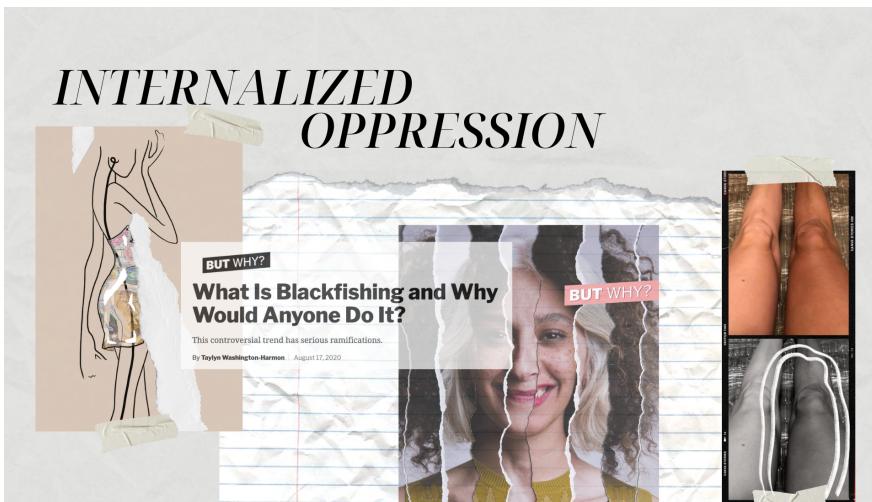 INTERNALIZED
OPPRESSION
BUT WHY?
What Is Blackfishing and Why
Would Anyone Do It?
This controversial trend has serious ramifications.
By Taylyn Washington-Harmon | August 17, 2020
BUT WHY?